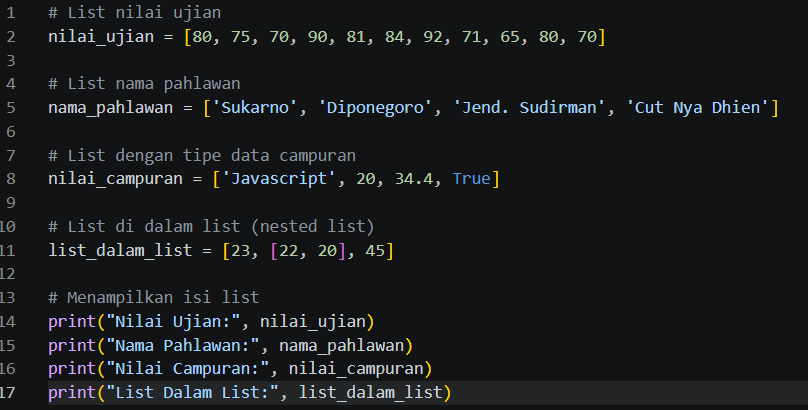 1 # List nilai ujian
2 nilai_ujian = [80, 75, 70, 90, 81, 84, 92, 71, 65, 80, 70]
3
4 # List nama pahlawan
5 nama_pahlawan = ['Sukarno', 'Diponegoro', 'Jend. Sudirman', 'Cut Nya Dhien']
6
7 # List dengan tipe data campuran
8 nilai_campuran = ['Javascript', 20, 34.4, True]
9
10 # List di dalam list (nested list)
11 list_dalam_list = [23, [22, 20], 45]
12
13 # Menampilkan isi list
14 print("Nilai Ujian:", nilai_ujian)
15 print("Nama Pahlawan:", nama_pahlawan)
16 print("Nilai Campuran:", nilai_campuran)
17 print("List Dalam List:", list_dalam_list)